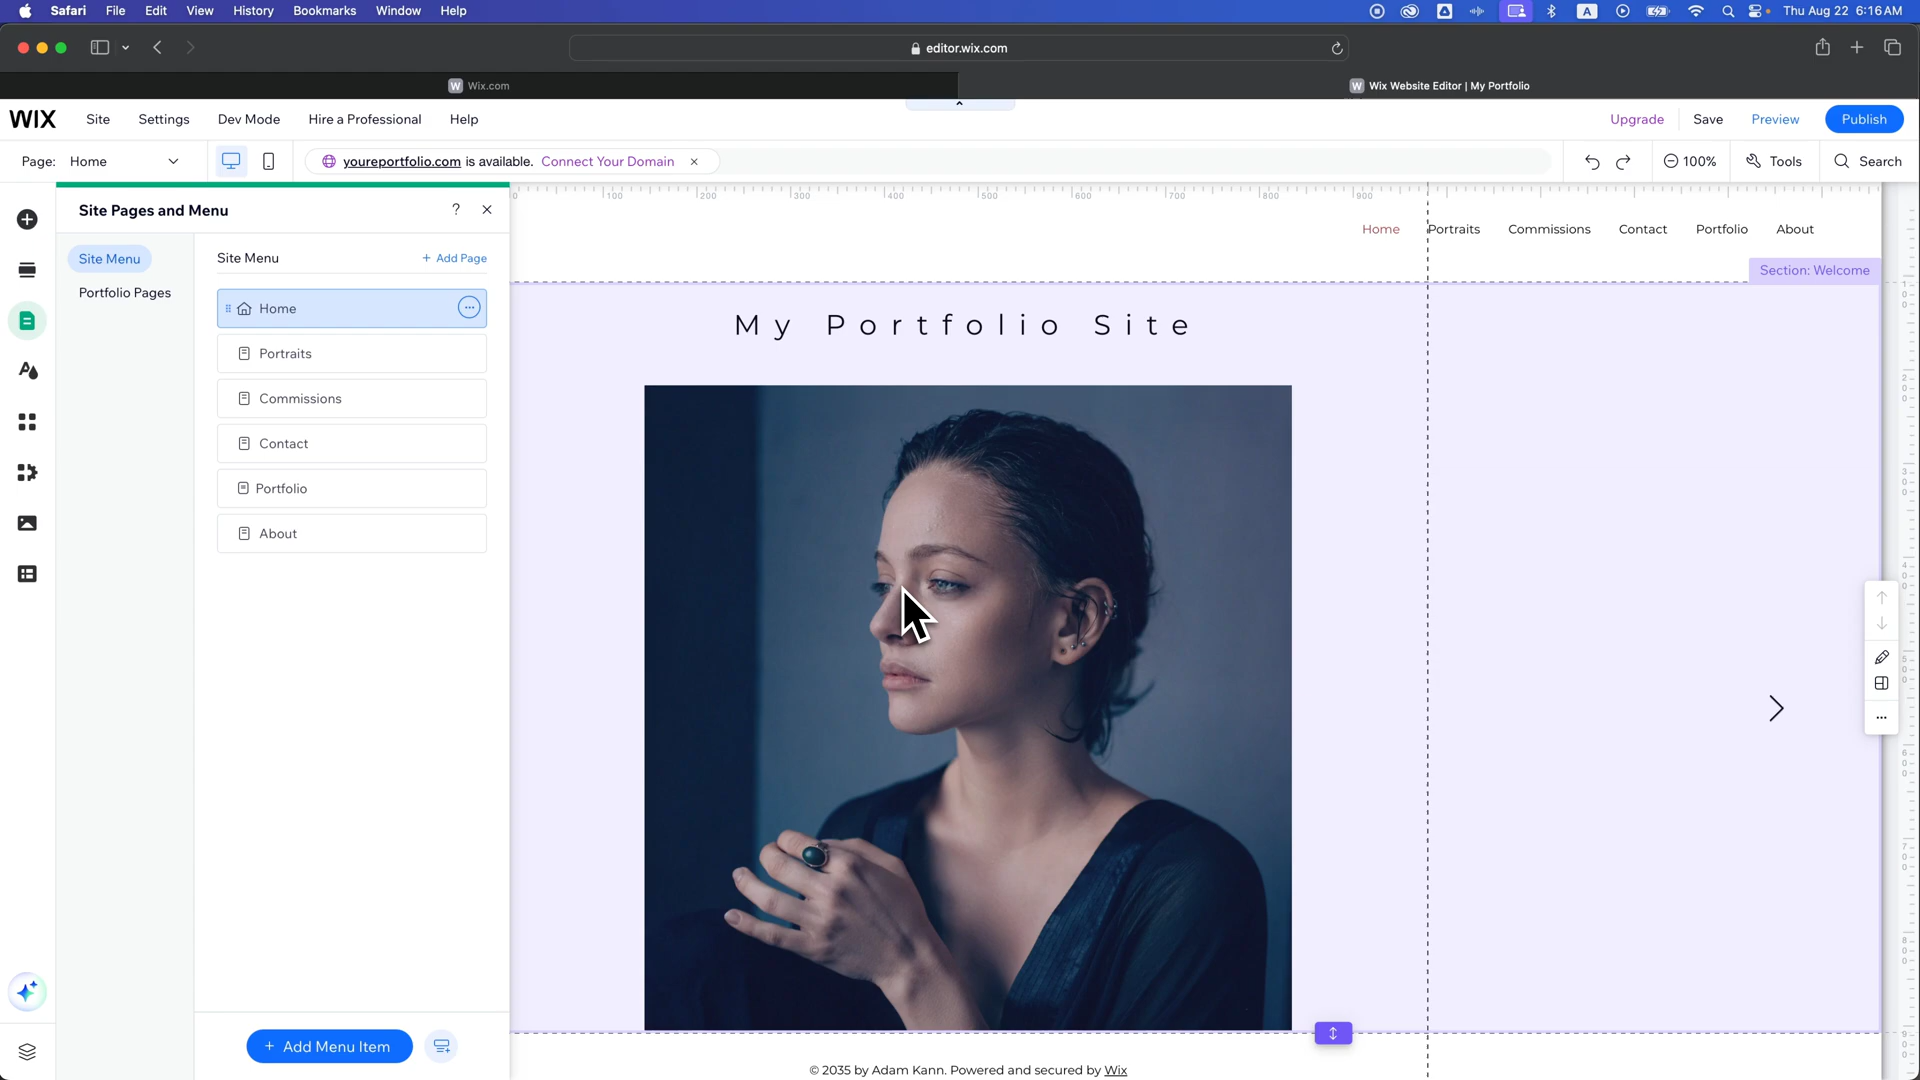 Safari File Edit View History Bookmarks Window Help A Thu Aug 22 6:16 AM
editor.wix.com
W Wix.com
W Wix Website Editor | My Portfolio
WIX Site Settings Dev Mode Hire a Professional Help Upgrade Save Preview Publish
Page: Home youreportfolio.com is available. Connect Your Domain × 100% Tools Search
0 100 200 300 400 500 600 700 800 900
Site Pages and Menu ? ×
Home Portraits Commissions Contact Portfolio About
Site Menu
Portfolio Pages
Site Menu + Add Page
Section: Welcome
Home
Portraits
Commissions
Contact
Portfolio
About
My Portfolio Site
+ Add Menu Item
© 2035 by Adam Kann. Powered and secured by Wix